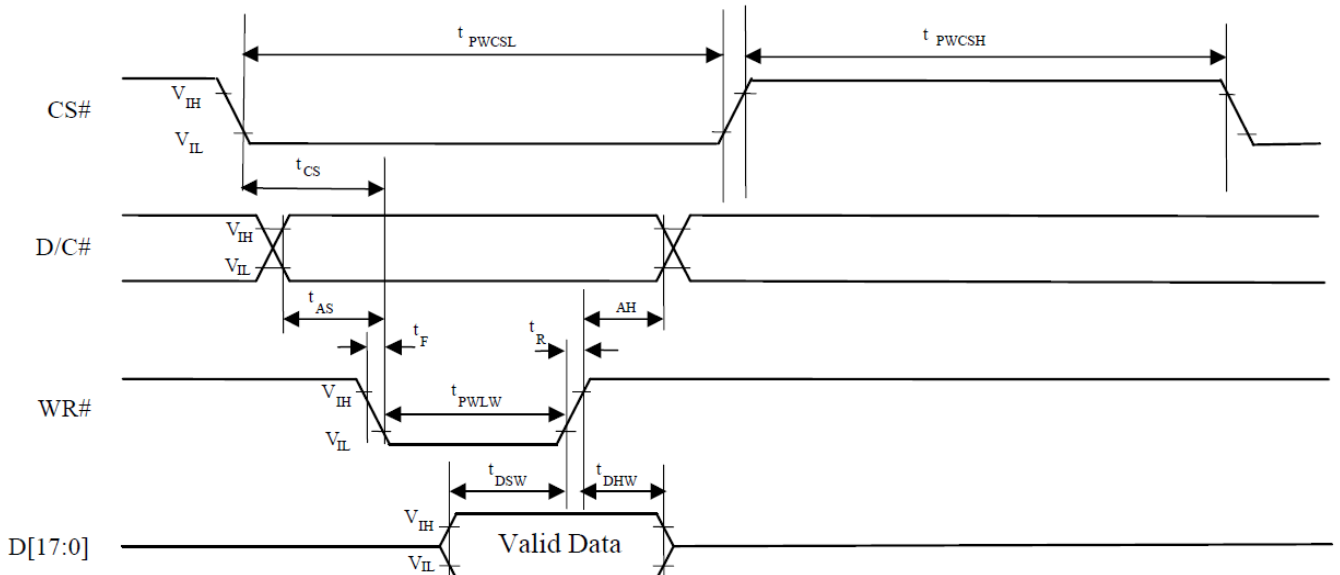 t PWCSL
t PWCSH
CS#
V IH
V IL
t CS
D/C#
V IH
V IL
t AS
AH
t F
t R
WR#
V IH
t PWLW
V IL
t DSW
t DHW
V IH
D[17:0]
Valid Data
V IL